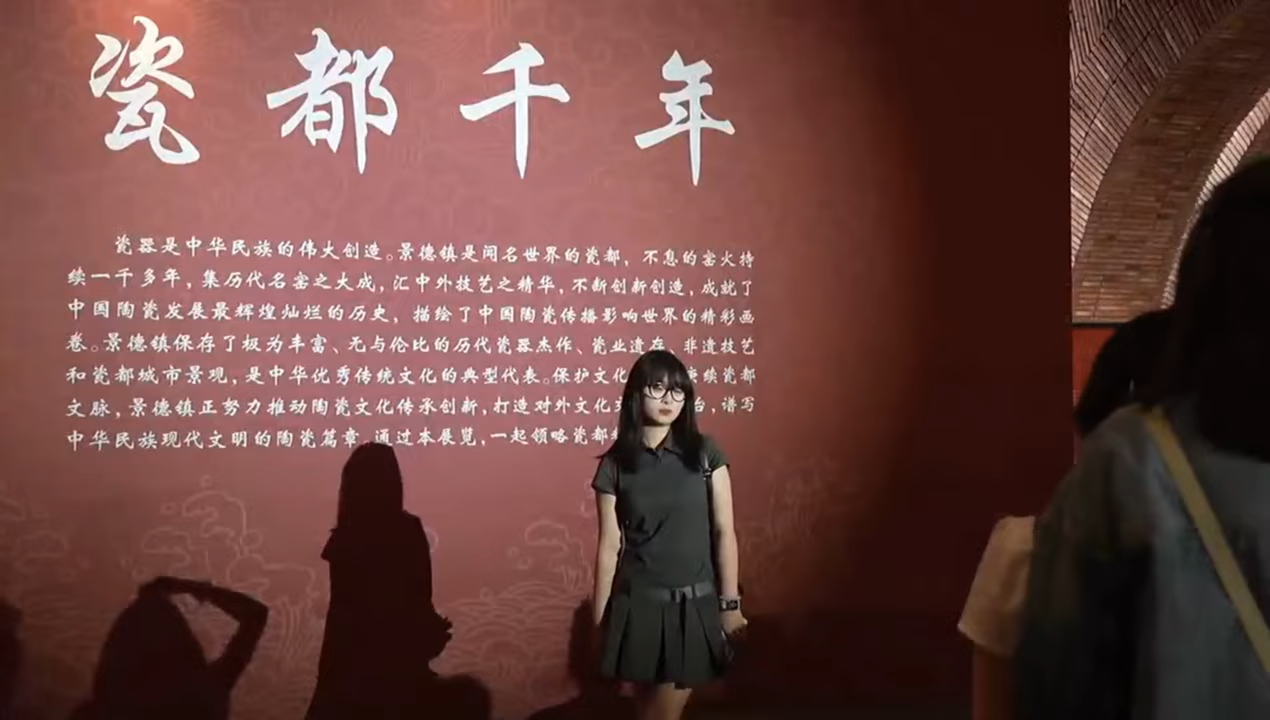 瓷都千年
瓷器是中华民族的伟大创造。景德镇是闻名世界的瓷都，不息的窑火持
续一千多年，集历代名窑之大成，汇中外技艺之精华，不断创新创造，成就了
中国陶瓷发展最辉煌灿烂的历史，描绘了中国陶瓷传播影响世界的精彩画
卷。景德镇保存了极为丰富、无与伦比的历代瓷器杰作、瓷业遗存、非遗技艺
和瓷都城市景观，是中华优秀传统文化的典型代表。保护文化 赓续瓷都
文脉，景德镇正努力推动陶瓷文化传承创新，打造对外文化 台，谱写
中华民族现代文明的陶瓷篇章。通过本展览，一起领略瓷都